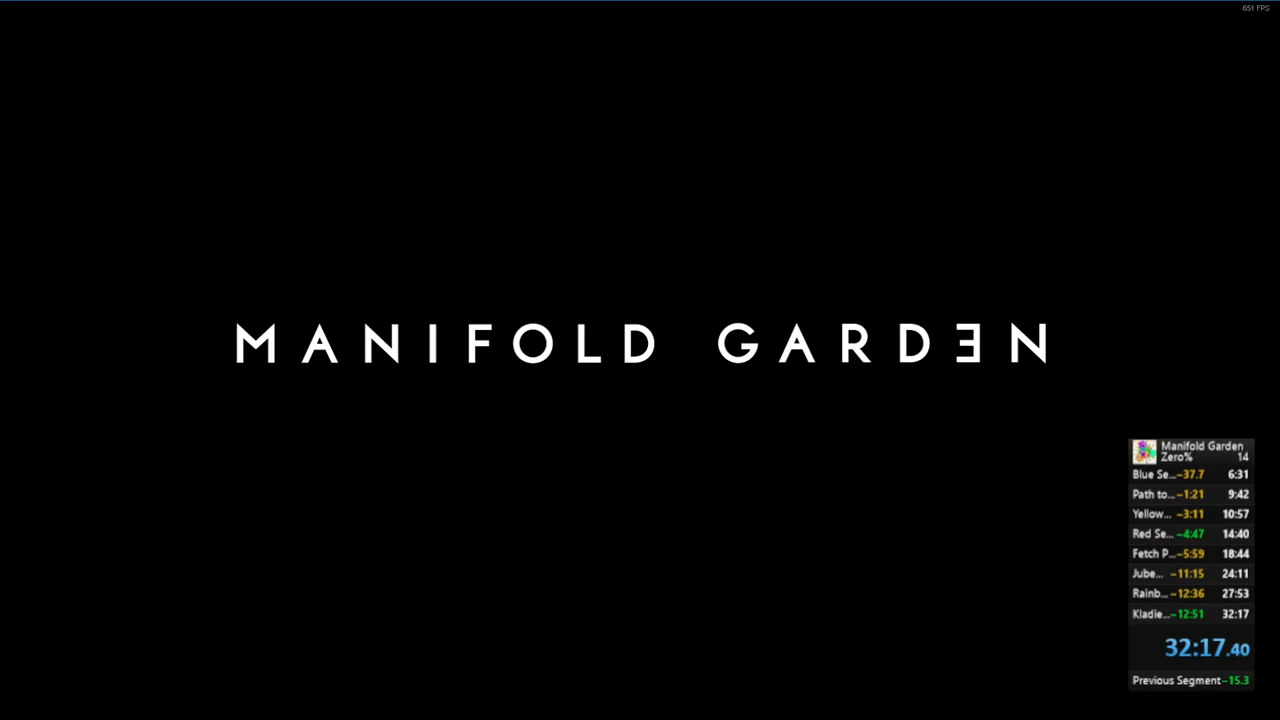 651 FPS
MANIFOLD GARDEN
Manifold Garden
Zero% 14
Blue Se... -37.7 6:31
Path to... -1:21 9:42
Yellow... -3:11 10:57
Red Se... -4:47 14:40
Fetch P... -5:59 18:44
Jube... -11:15 24:11
Rainb... -12:36 27:53
Kladie... -12:51 32:17
32:17.40
Previous Segment -15.3